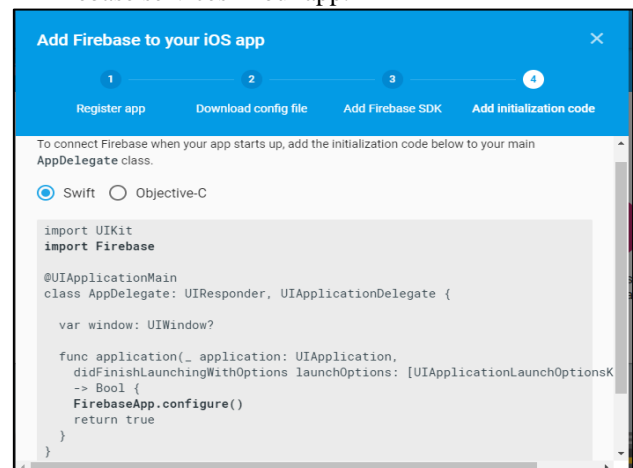 Add Firebase to your iOS app
1 2 3 4
Register app Download config file Add Firebase SDK Add initialization code
To connect Firebase when your app starts up, add the initialization code below to your main
AppDelegate class.
Swift Objective-C
import UIKit
import Firebase
@UIApplicationMain
class AppDelegate: UIResponder, UIApplicationDelegate {
var window: UIWindow?
func application(_ application: UIApplication,
didFinishLaunchingWithOptions launchOptions: [UIApplicationLaunchOptionsK
-> Bool {
FirebaseApp.configure()
return true
}
}